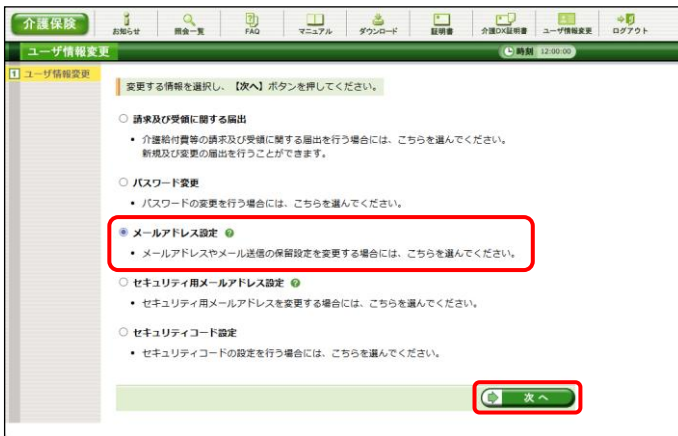 介護保険
お知らせ
照会一覧
FAQ
マニュアル
ダウンロード
証明書
介護DX証明書
ユーザ情報変更
ログアウト
ユーザ情報変更
時刻 12:00:00
1 ユーザ情報変更
変更する情報を選択し、【次へ】ボタンを押してください。
請求及び受領に関する届出
• 介護給付費等の請求及び受領に関する届出を行う場合には、こちらを選んでください。
新規及び変更の届出を行うことができます。
パスワード変更
• パスワードの変更を行う場合には、こちらを選んでください。
メールアドレス設定 ?
• メールアドレスやメール送信の保留設定を変更する場合には、こちらを選んでください。
セキュリティ用メールアドレス設定 ?
• セキュリティ用メールアドレスを変更する場合には、こちらを選んでください。
セキュリティコード設定
• セキュリティコードの設定を行う場合には、こちらを選んでください。
次へ